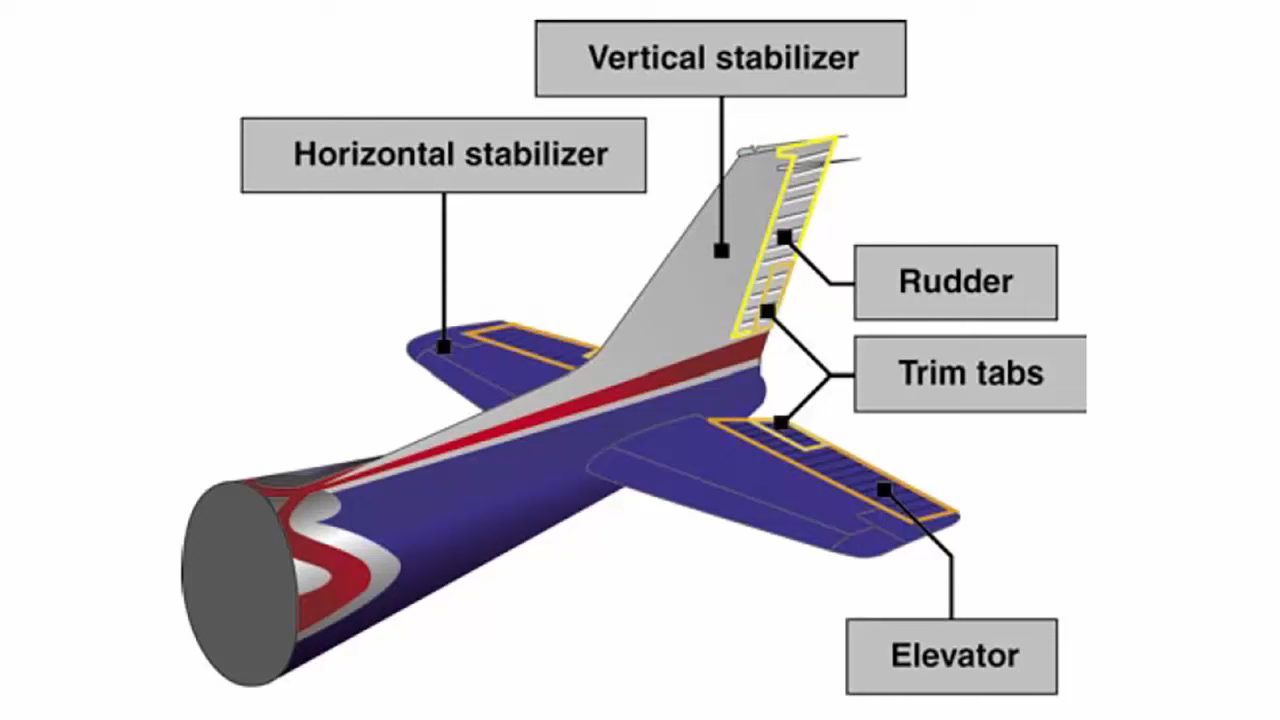 Vertical stabilizer
Horizontal stabilizer
Rudder
Trim tabs
Elevator